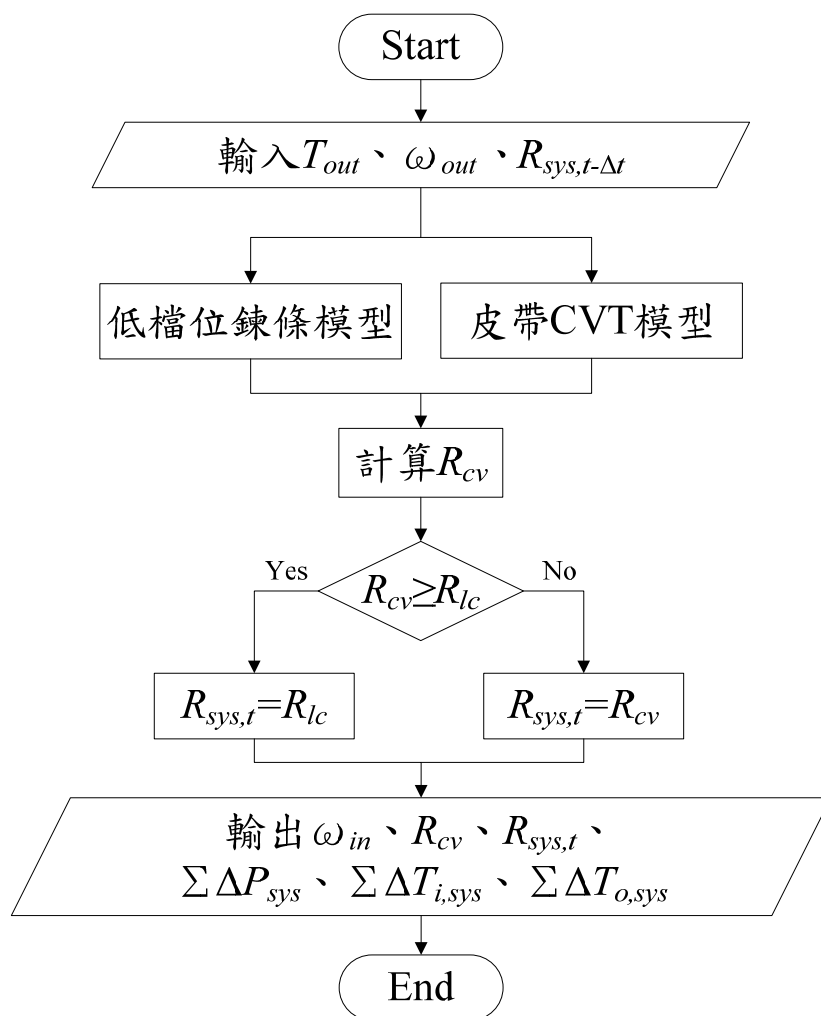 Start
輸入T_out、ω_out、R_sys,t-Δt
低檔位鍊條模型
皮帶CVT模型
計算R_cv
Yes
No
R_cv≥R_lc
R_sys,t=R_lc
R_sys,t=R_cv
輸出ω_in、R_cv、R_sys,t、
ΣΔP_sys、ΣΔT_i,sys、ΣΔT_o,sys
End